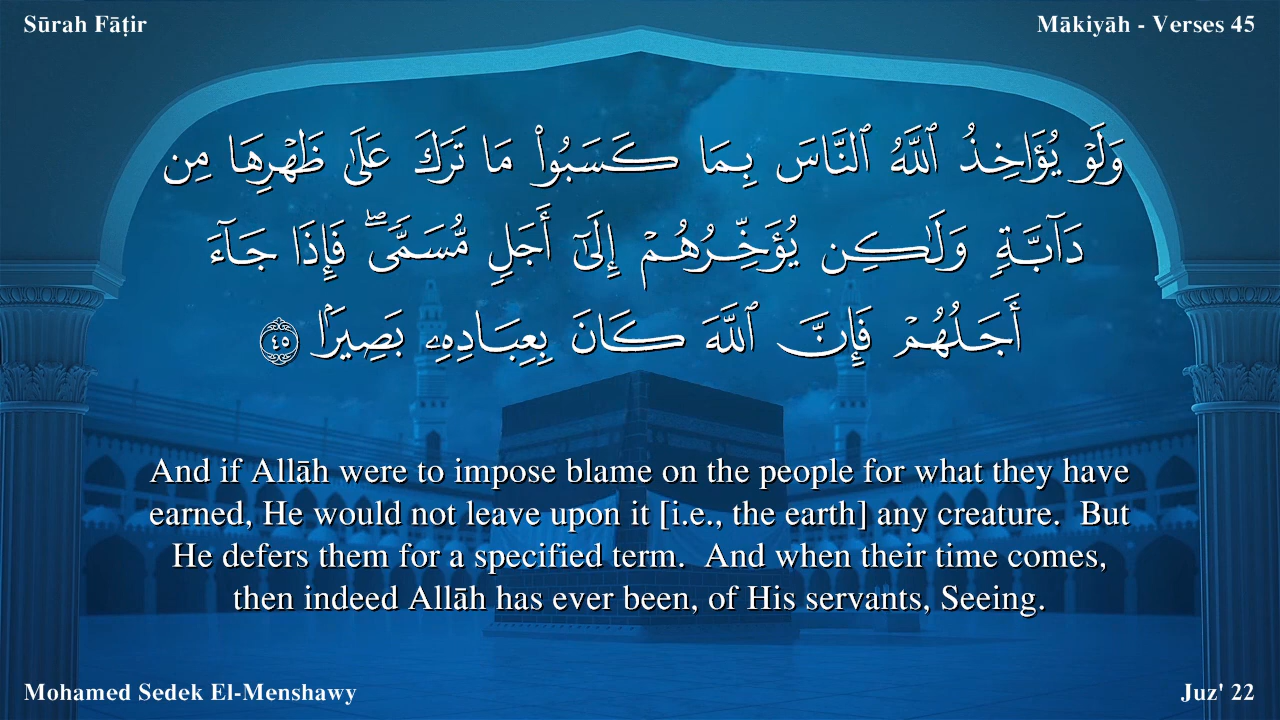 Sūrah Fāṭir
Mākiyāh - Verses 45
وَلَوْ يُؤَاخِذُ ٱللَّهُ ٱلنَّاسَ بِمَا كَسَبُوا۟ مَا تَرَكَ عَلَىٰ ظَهْرِهَا مِن
دَآبَّةٍ وَلَـٰكِن يُؤَخِّرُهُمْ إِلَىٰٓ أَجَلٍ مُّسَمًّى ۖ فَإِذَا جَآءَ
أَجَلُهُمْ فَإِنَّ ٱللَّهَ كَانَ بِعِبَادِهِۦ بَصِيرًۢا ٤٥
And if Allāh were to impose blame on the people for what they have
earned, He would not leave upon it [i.e., the earth] any creature. But
He defers them for a specified term. And when their time comes,
then indeed Allāh has ever been, of His servants, Seeing.
Mohamed Sedek El-Menshawy
Juz' 22